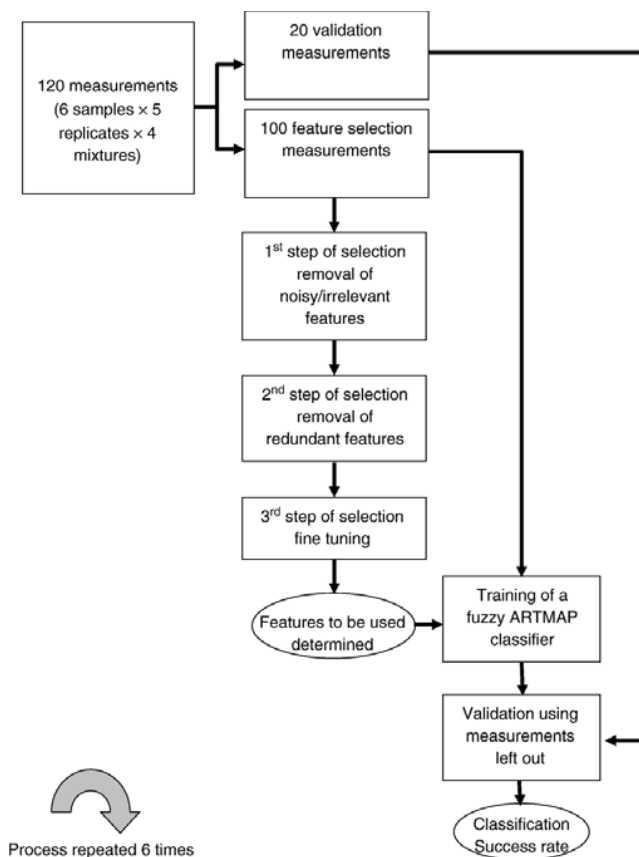 20 validation
measurements
120 measurements
(6 samples × 5
replicates × 4
mixtures)
100 feature selection
measurements
1st step of selection
removal of
noisy/irrelevant
features
2nd step of selection
removal of
redundant features
3rd step of selection
fine tuning
Features to be used
determined
Training of a
fuzzy ARTMAP
classifier
Validation using
measurements
left out
Classification
Success rate
Process repeated 6 times